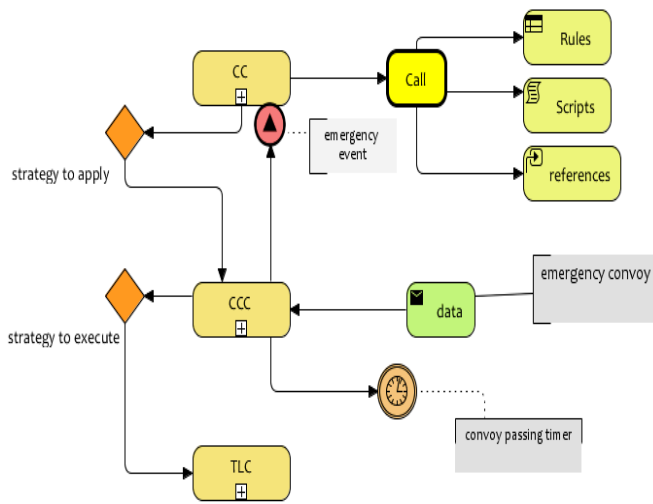 CC
Call
Rules
Scripts
references
emergency
event
strategy to apply
CCC
data
emergency convoy
strategy to execute
convoy passing timer
TLC